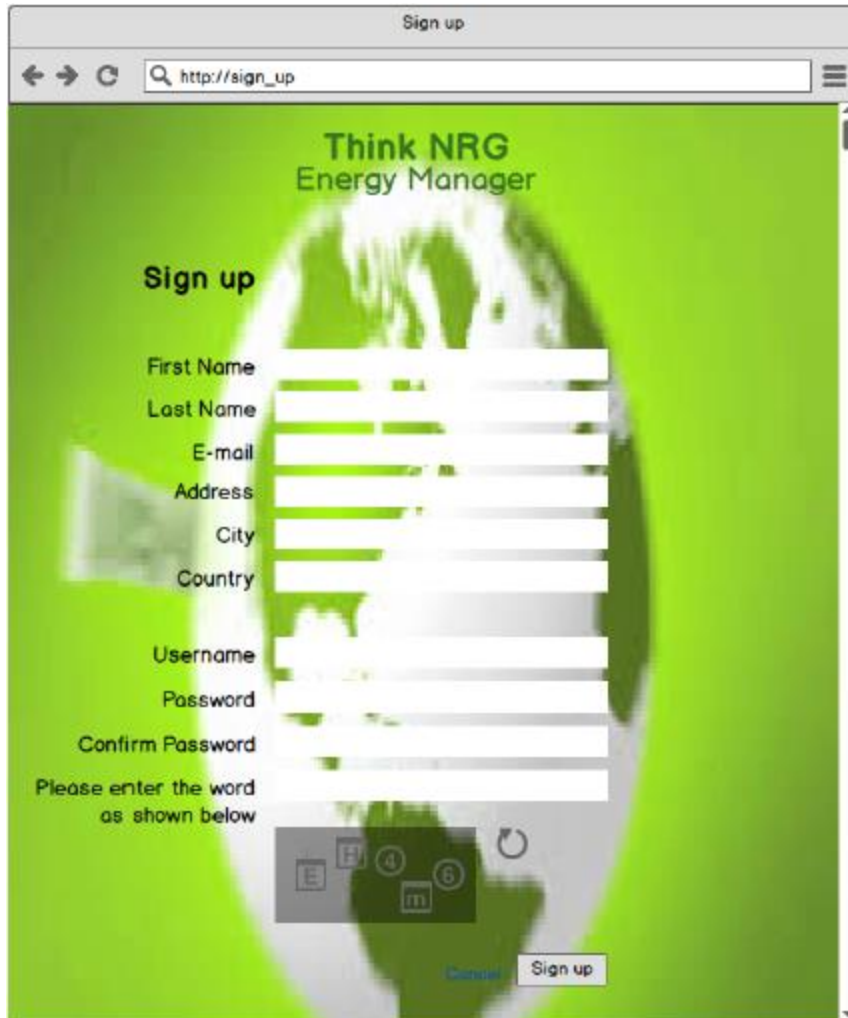 Sign up
http://sign_up
Think NRG
Energy Manager
Sign up
First Name
Last Name
E-mail
Address
City
Country
Username
Password
Confirm Password
Please enter the word
as shown below
E H 4 m 6
Cancel Sign up